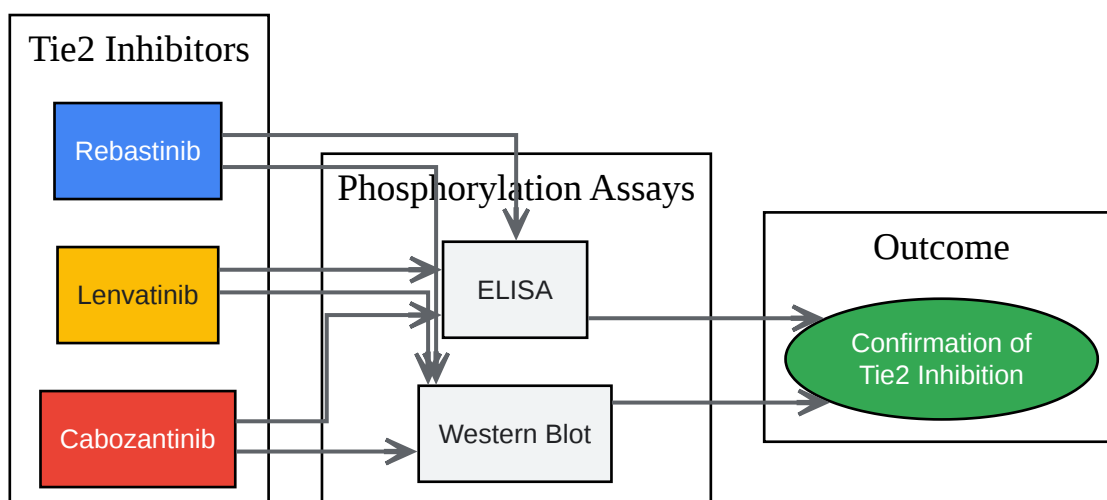 Tie2 Inhibitors
Rebastinib
Lenvatinib
Cabozantinib
Phosphorylation Assays
ELISA
Western Blot
Outcome
Confirmation of
Tie2 Inhibition